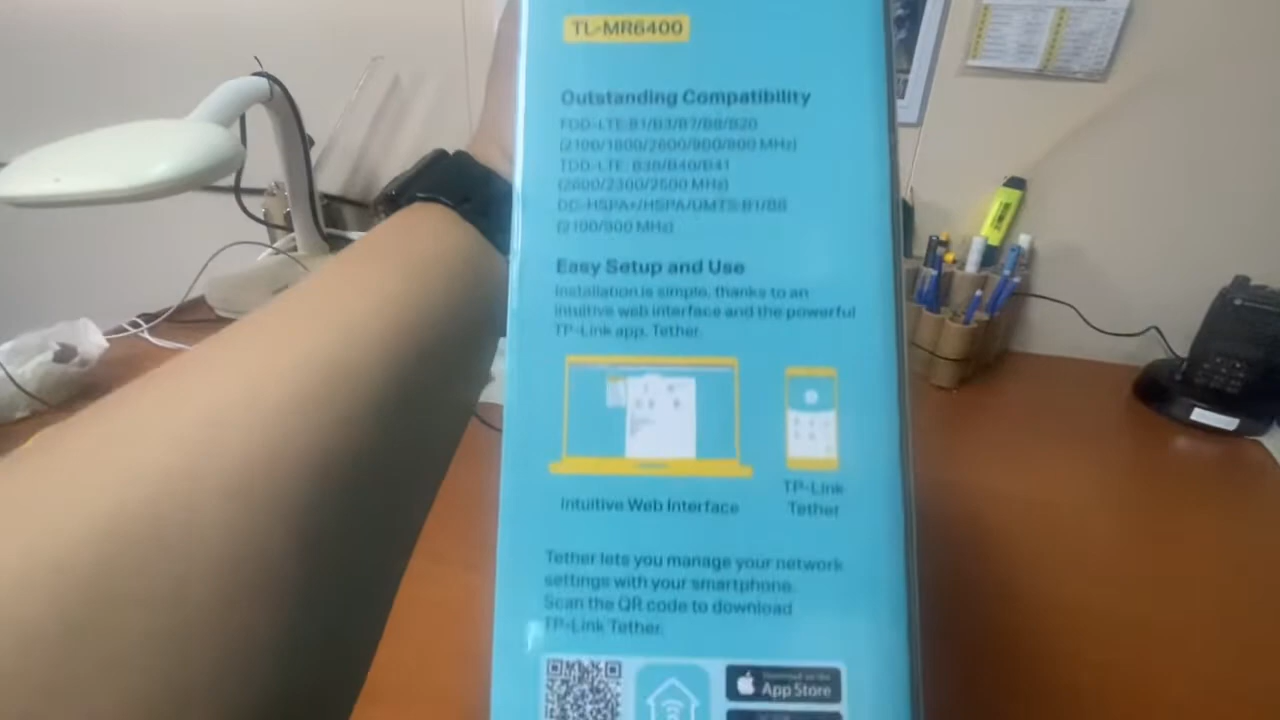 TL-MR6400
Outstanding Compatibility
FDD-LTE:B1/B3/B7/B8/B20
(2100/1800/2600/900/800 MHz)
TDD-LTE: B38/B40/B41
(2600/2300/2500 MHz)
DC-HSPA+/HSPA/UMTS:B1/B8
(2100/900 MHz)
Easy Setup and Use
Installation is simple, thanks to an
intuitive web interface and the powerful
TP-Link app, Tether.
Intuitive Web Interface
TP-Link
Tether
Tether lets you manage your network
settings with your smartphone.
Scan the QR code to download
TP-Link Tether.
Download on the
App Store